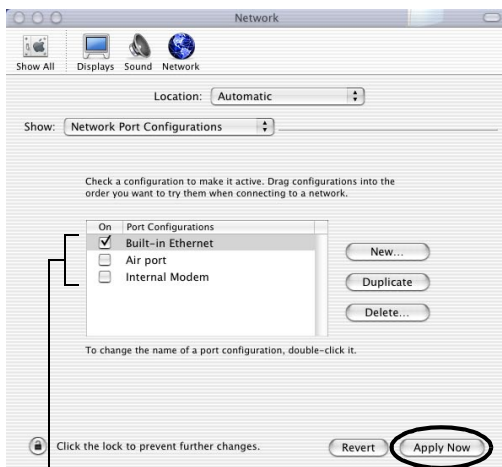 Network
Show All Displays Sound Network
Location: Automatic
Show: Network Port Configurations
Check a configuration to make it active. Drag configurations into the
order you want to try them when connecting to a network.
On Port Configurations
Built-in Ethernet
Air port
Internal Modem
New...
Duplicate
Delete...
To change the name of a port configuration, double-click it.
Click the lock to prevent further changes.
Revert Apply Now